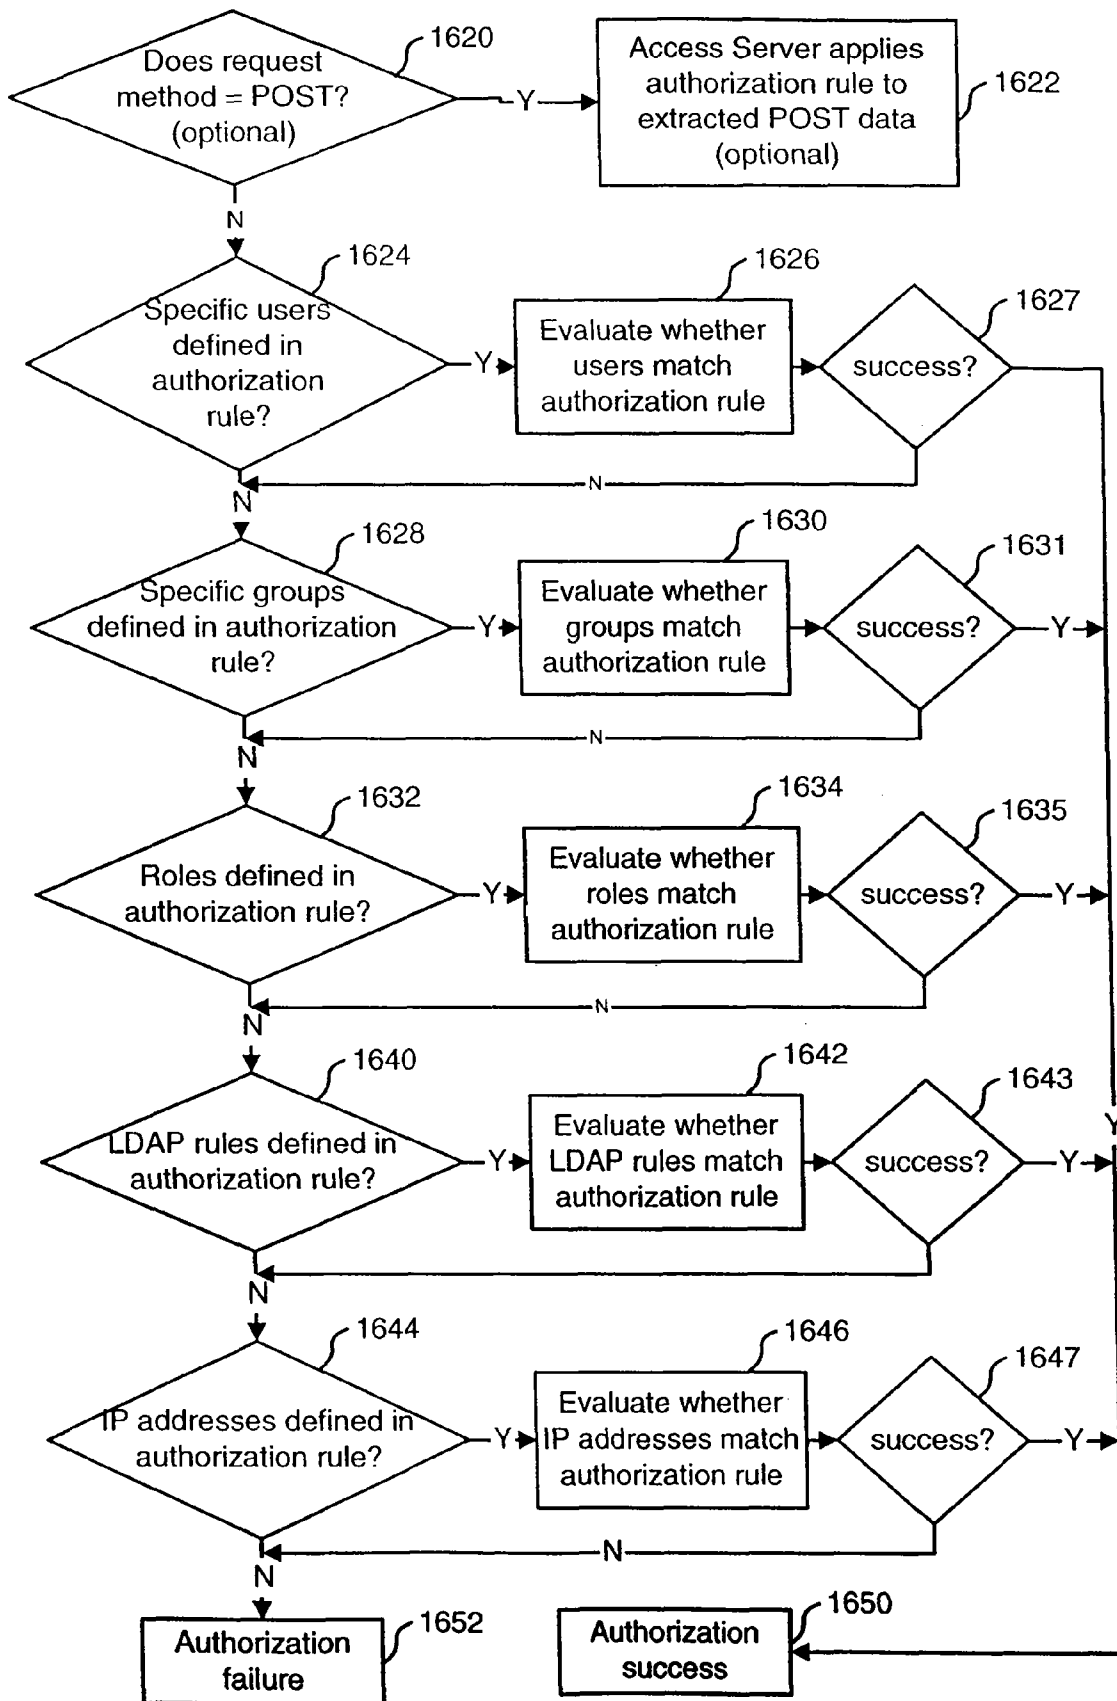 Does request
method = POST?
(optional)
1620
Y
Access Server applies
authorization rule to
extracted POST data
(optional)
1622
N
1624
Specific users
defined in
authorization
rule?
Y
1626
Evaluate whether
users match
authorization rule
1627
success?
N
N
1628
Specific groups
defined in authorization
rule?
Y
1630
Evaluate whether
groups match
authorization rule
1631
success?
Y
N
N
1632
Roles defined in
authorization rule?
Y
1634
Evaluate whether
roles match
authorization rule
1635
success?
Y
N
N
1640
LDAP rules defined in
authorization rule?
Y
1642
Evaluate whether
LDAP rules match
authorization rule
1643
success?
Y
Y
N
1644
IP addresses defined in
authorization rule?
Y
1646
Evaluate whether
IP addresses match
authorization rule
1647
success?
Y
N
N
Authorization
failure
1652
Authorization
success
1650